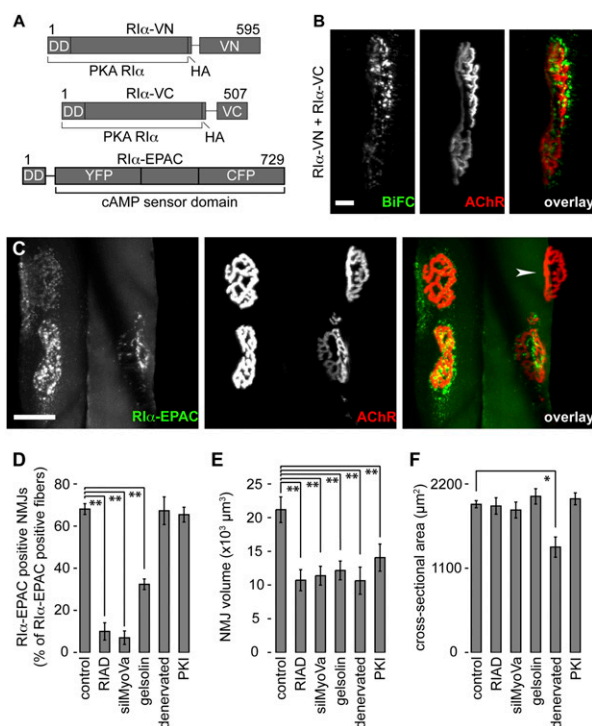 A
1 RIα-VN 595
DD VN
PKA RIα HA
1 RIα-VC 507
DD VC
PKA RIα HA
1 RIα-EPAC 729
DD YFP CFP
cAMP sensor domain
B
RIα-VN + RIα-VC
BiFC AChR overlay
C
RIα-EPAC AChR overlay
D
RIα-EPAC positive NMJs
(% of RIα-EPAC positive fibers)
80
60
40
20
0
** ** **
control
RIAD
silMyoVa
gelsolin
denervated
PKI
E
NMJ volume (x10³ μm³)
25
20
15
10
5
0
** ** ** ** **
control
RIAD
silMyoVa
gelsolin
denervated
PKI
F
cross-sectional area (μm²)
2200
1100
0
*
control
RIAD
silMyoVa
gelsolin
denervated
PKI